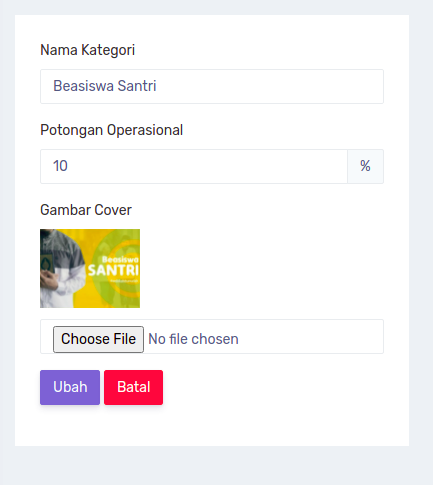 Nama Kategori
Beasiswa Santri
Potongan Operasional
10 %
Gambar Cover
Beasiswa
SANTRI
Choose File No file chosen
Ubah Batal